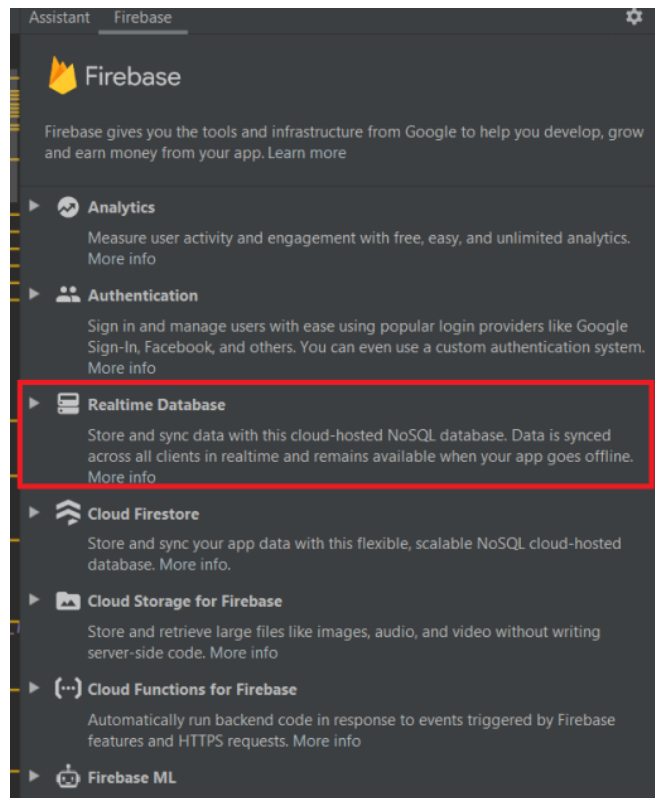 Assistant Firebase
Firebase
Firebase gives you the tools and infrastructure from Google to help you develop, grow
and earn money from your app. Learn more
Analytics
Measure user activity and engagement with free, easy, and unlimited analytics.
More info
Authentication
Sign in and manage users with ease using popular login providers like Google
Sign-In, Facebook, and others. You can even use a custom authentication system.
More info
Realtime Database
Store and sync data with this cloud-hosted NoSQL database. Data is synced
across all clients in realtime and remains available when your app goes offline.
More info
Cloud Firestore
Store and sync your app data with this flexible, scalable NoSQL cloud-hosted
database. More info.
Cloud Storage for Firebase
Store and retrieve large files like images, audio, and video without writing
server-side code. More info
Cloud Functions for Firebase
Automatically run backend code in response to events triggered by Firebase
features and HTTPS requests. More info
Firebase ML